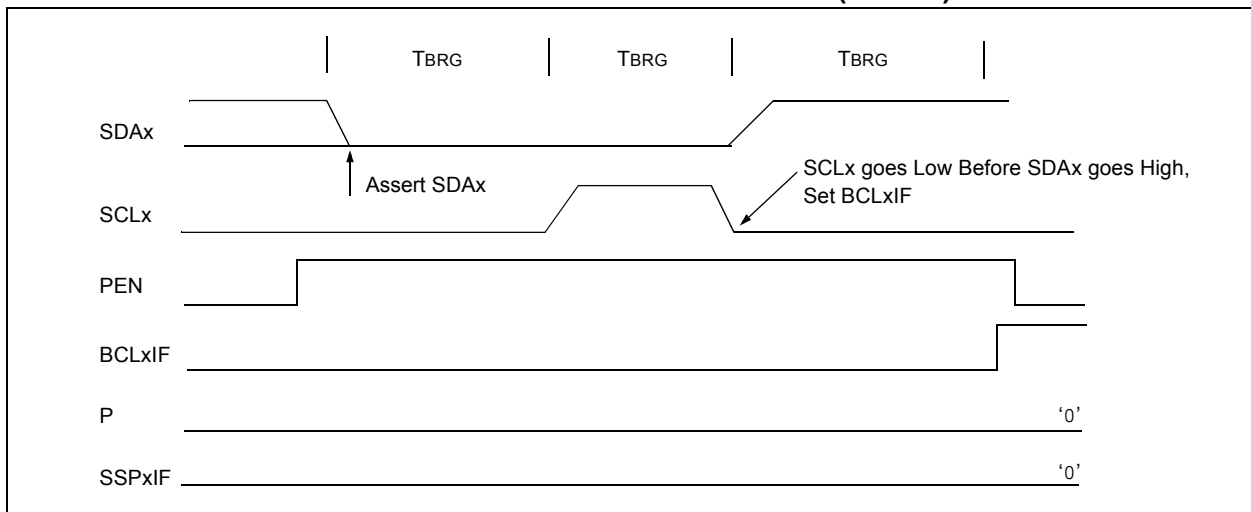 TBRG TBRG TBRG
SDAx
Assert SDAx
SCLx goes Low Before SDAx goes High,
Set BCLxIF
SCLx
PEN
BCLxIF
P
‘0’
SSPxIF
‘0’